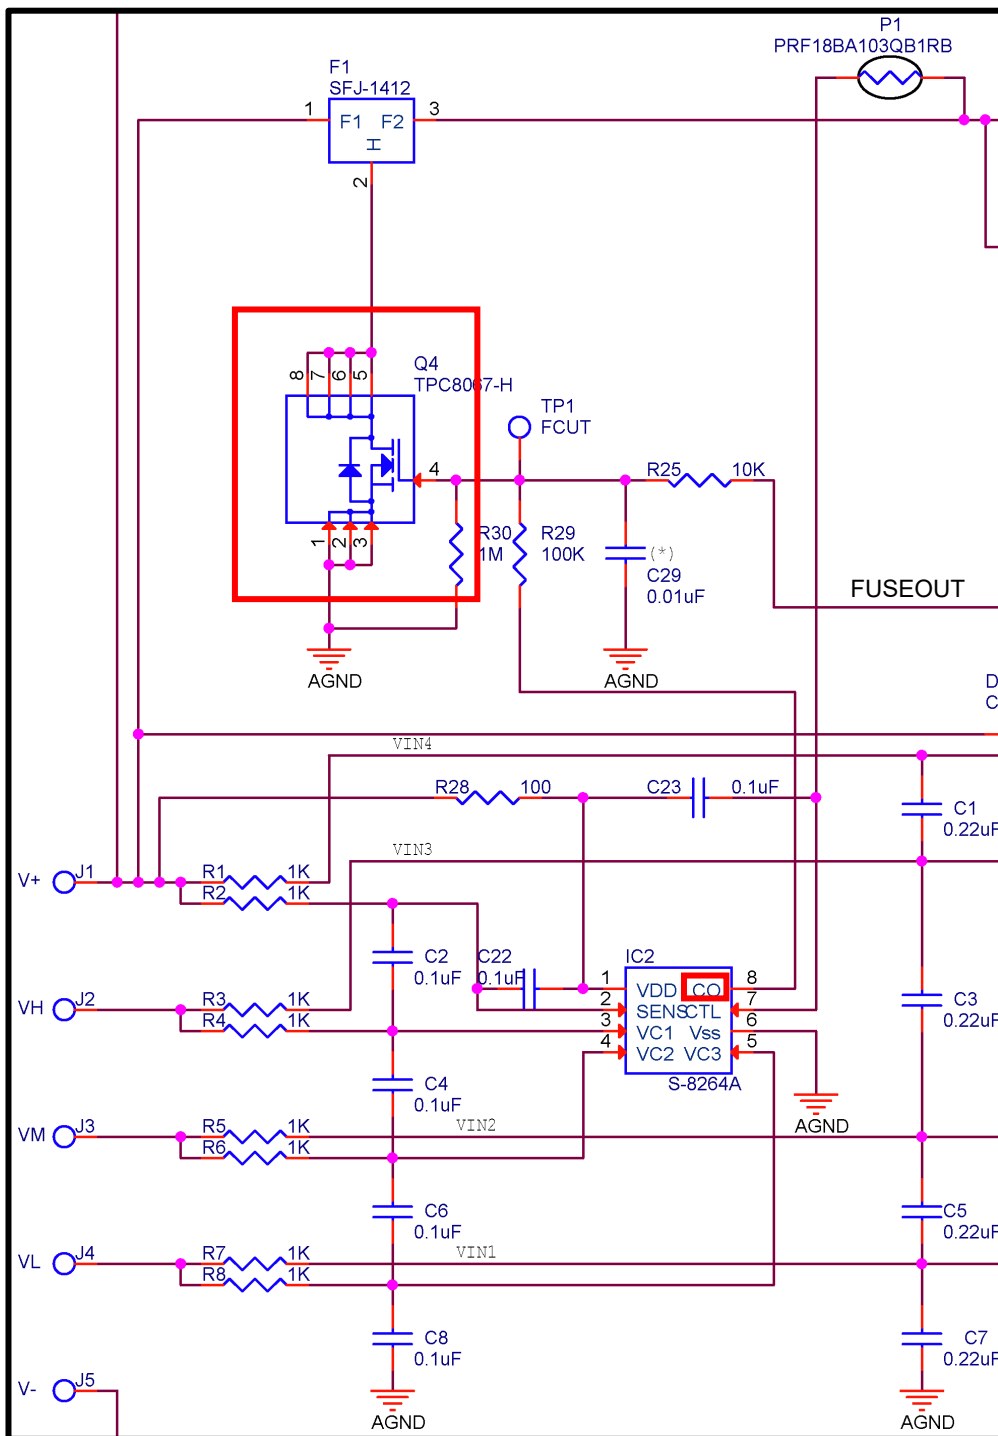 P1
PRF18BA103QB1RB
F1
SFJ-1412
1
F1 F2
3
H
2
8
7
6
5
Q4
TPC8067-H
4
TP1
FCUT
R25 10K
1
2
3
R30
1M
R29
100K
(*)
C29
0.01uF
FUSEOUT
AGND
AGND
D
C
VIN4
R28 100
C23 0.1uF
C1
0.22uF
VIN3
V+ J1
R1 1K
R2 1K
C2
0.1uF
C22
0.1uF
IC2
1 VDD CO 8
2 SENS CTL 7
3 VC1 Vss 6
4 VC2 VC3 5
S-8264A
VH J2
R3 1K
R4 1K
C3
0.22uF
C4
0.1uF
AGND
VM J3
R5 1K
R6 1K
VIN2
C6
0.1uF
C5
0.22uF
VL J4
R7 1K
R8 1K
VIN1
C8
0.1uF
C7
0.22uF
V- J5
AGND
AGND